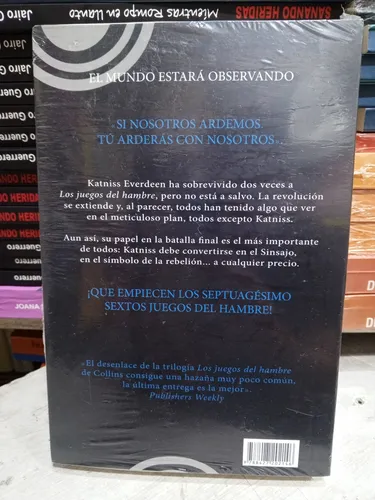 EL MUNDO ESTARÁ OBSERVANDO
«SI NOSOTROS ARDEMOS,
TÚ ARDERÁS CON NOSOTROS».
Katniss Everdeen ha sobrevivido dos veces a
Los juegos del hambre, pero no está a salvo. La revolución
se extiende y, al parecer, todos han tenido algo que ver
en el meticuloso plan, todos excepto Katniss.
Aun así, su papel en la batalla final es el más importante
de todos: Katniss debe convertirse en el Sinsajo,
en el símbolo de la rebelión... a cualquier precio.
¡QUE EMPIECEN LOS SEPTUAGÉSIMO
SEXTOS JUEGOS DEL HAMBRE!
«El desenlace de la trilogía Los juegos del hambre
de Collins consigue una hazaña muy poco común,
la última entrega es la mejor».
Publishers Weekly
SANANDO HERIDAS
Mientras Rompo en Llanto
Jairo Guerrero